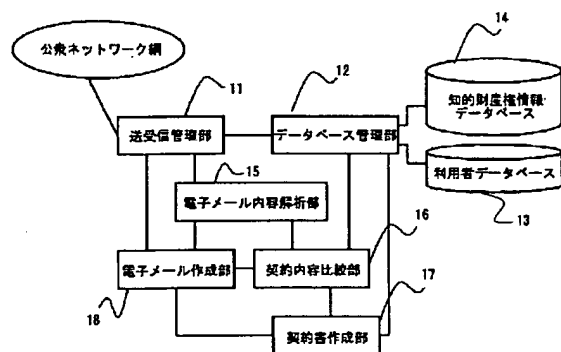 公衆ネットワーク網
11
12
14
送受信管理部
データベース管理部
知的財産権情報
データベース
利用者データベース
13
15
電子メール内容解析部
16
電子メール作成部
契約内容比較部
18
17
契約書作成部